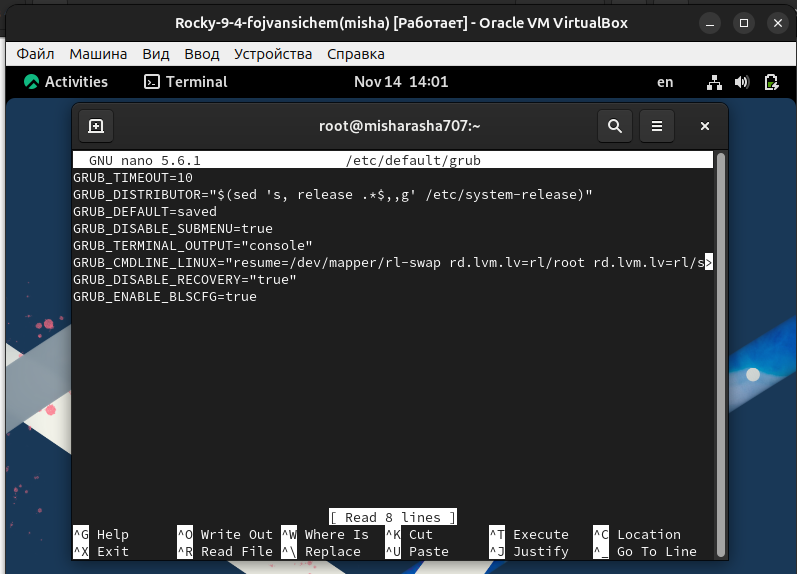 Rocky-9-4-fojvansichem(misha) [Работает] - Oracle VM VirtualBox
Файл Машина Вид Ввод Устройства Справка
Activities Terminal Nov 14 14:01 en
root@misharasha707:~
GNU nano 5.6.1 /etc/default/grub
GRUB_TIMEOUT=10
GRUB_DISTRIBUTOR="$(sed 's, release .*$,,g' /etc/system-release)"
GRUB_DEFAULT=saved
GRUB_DISABLE_SUBMENU=true
GRUB_TERMINAL_OUTPUT="console"
GRUB_CMDLINE_LINUX="resume=/dev/mapper/rl-swap rd.lvm.lv=rl/root rd.lvm.lv=rl/s>
GRUB_DISABLE_RECOVERY="true"
GRUB_ENABLE_BLSCFG=true
[ Read 8 lines ]
^G Help ^O Write Out ^W Where Is ^K Cut ^T Execute ^C Location
^X Exit ^R Read File ^\ Replace ^U Paste ^J Justify ^_ Go To Line